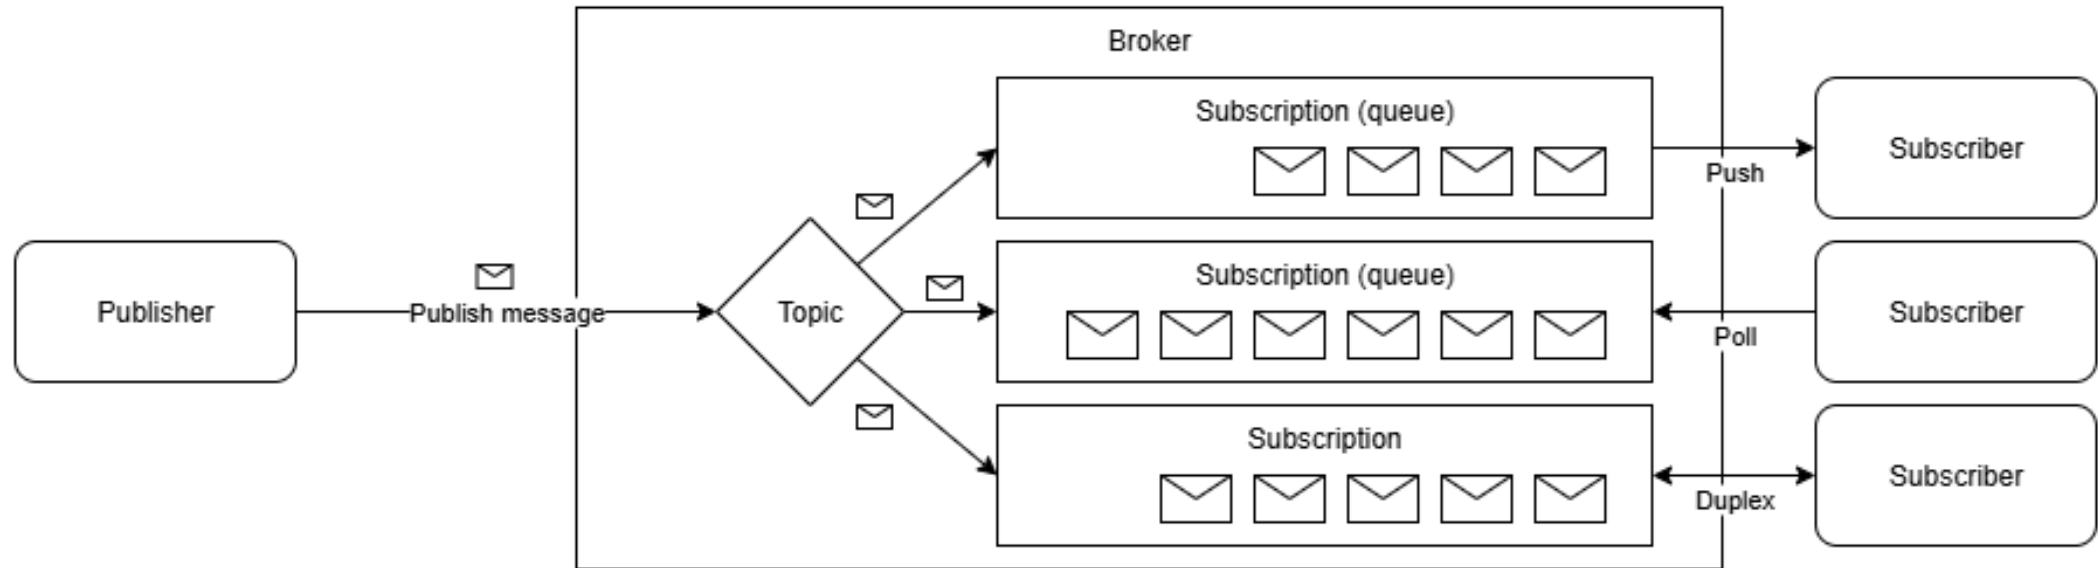 Broker
Subscription (queue)
Push
Subscriber
Publisher
Publish message
Topic
Subscription (queue)
Poll
Subscriber
Subscription
Duplex
Subscriber